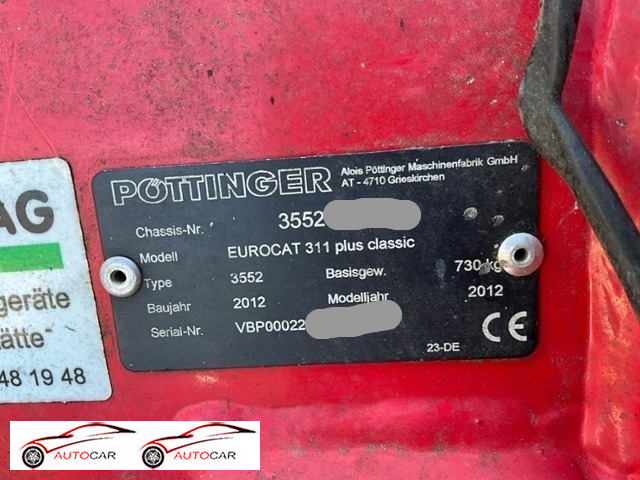 PÖTTINGER
Alois Pöttinger Maschinenfabrik GmbH
AT - 4710 Grieskirchen
Chassis-Nr. 3552
Modell EUROCAT 311 plus classic
Type 3552 Basisgew. 730 kg
Baujahr 2012 Modelljahr 2012
Serial-Nr. VBP00022
CE
23-DE
AG
geräte
ätte
48 19 48
AUTOCAR AUTOCAR